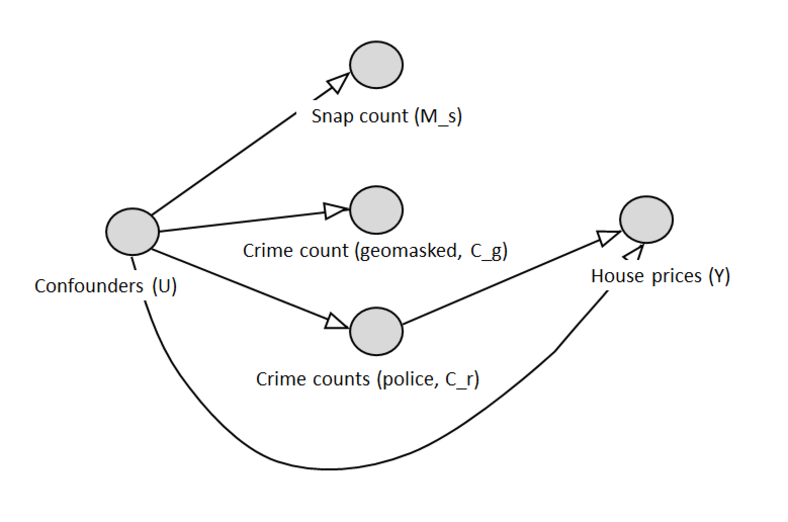 Snap count (M_s)
Crime count (geomasked, C_g)
Confounders (U)
House prices (Y)
Crime counts (police, C_r)